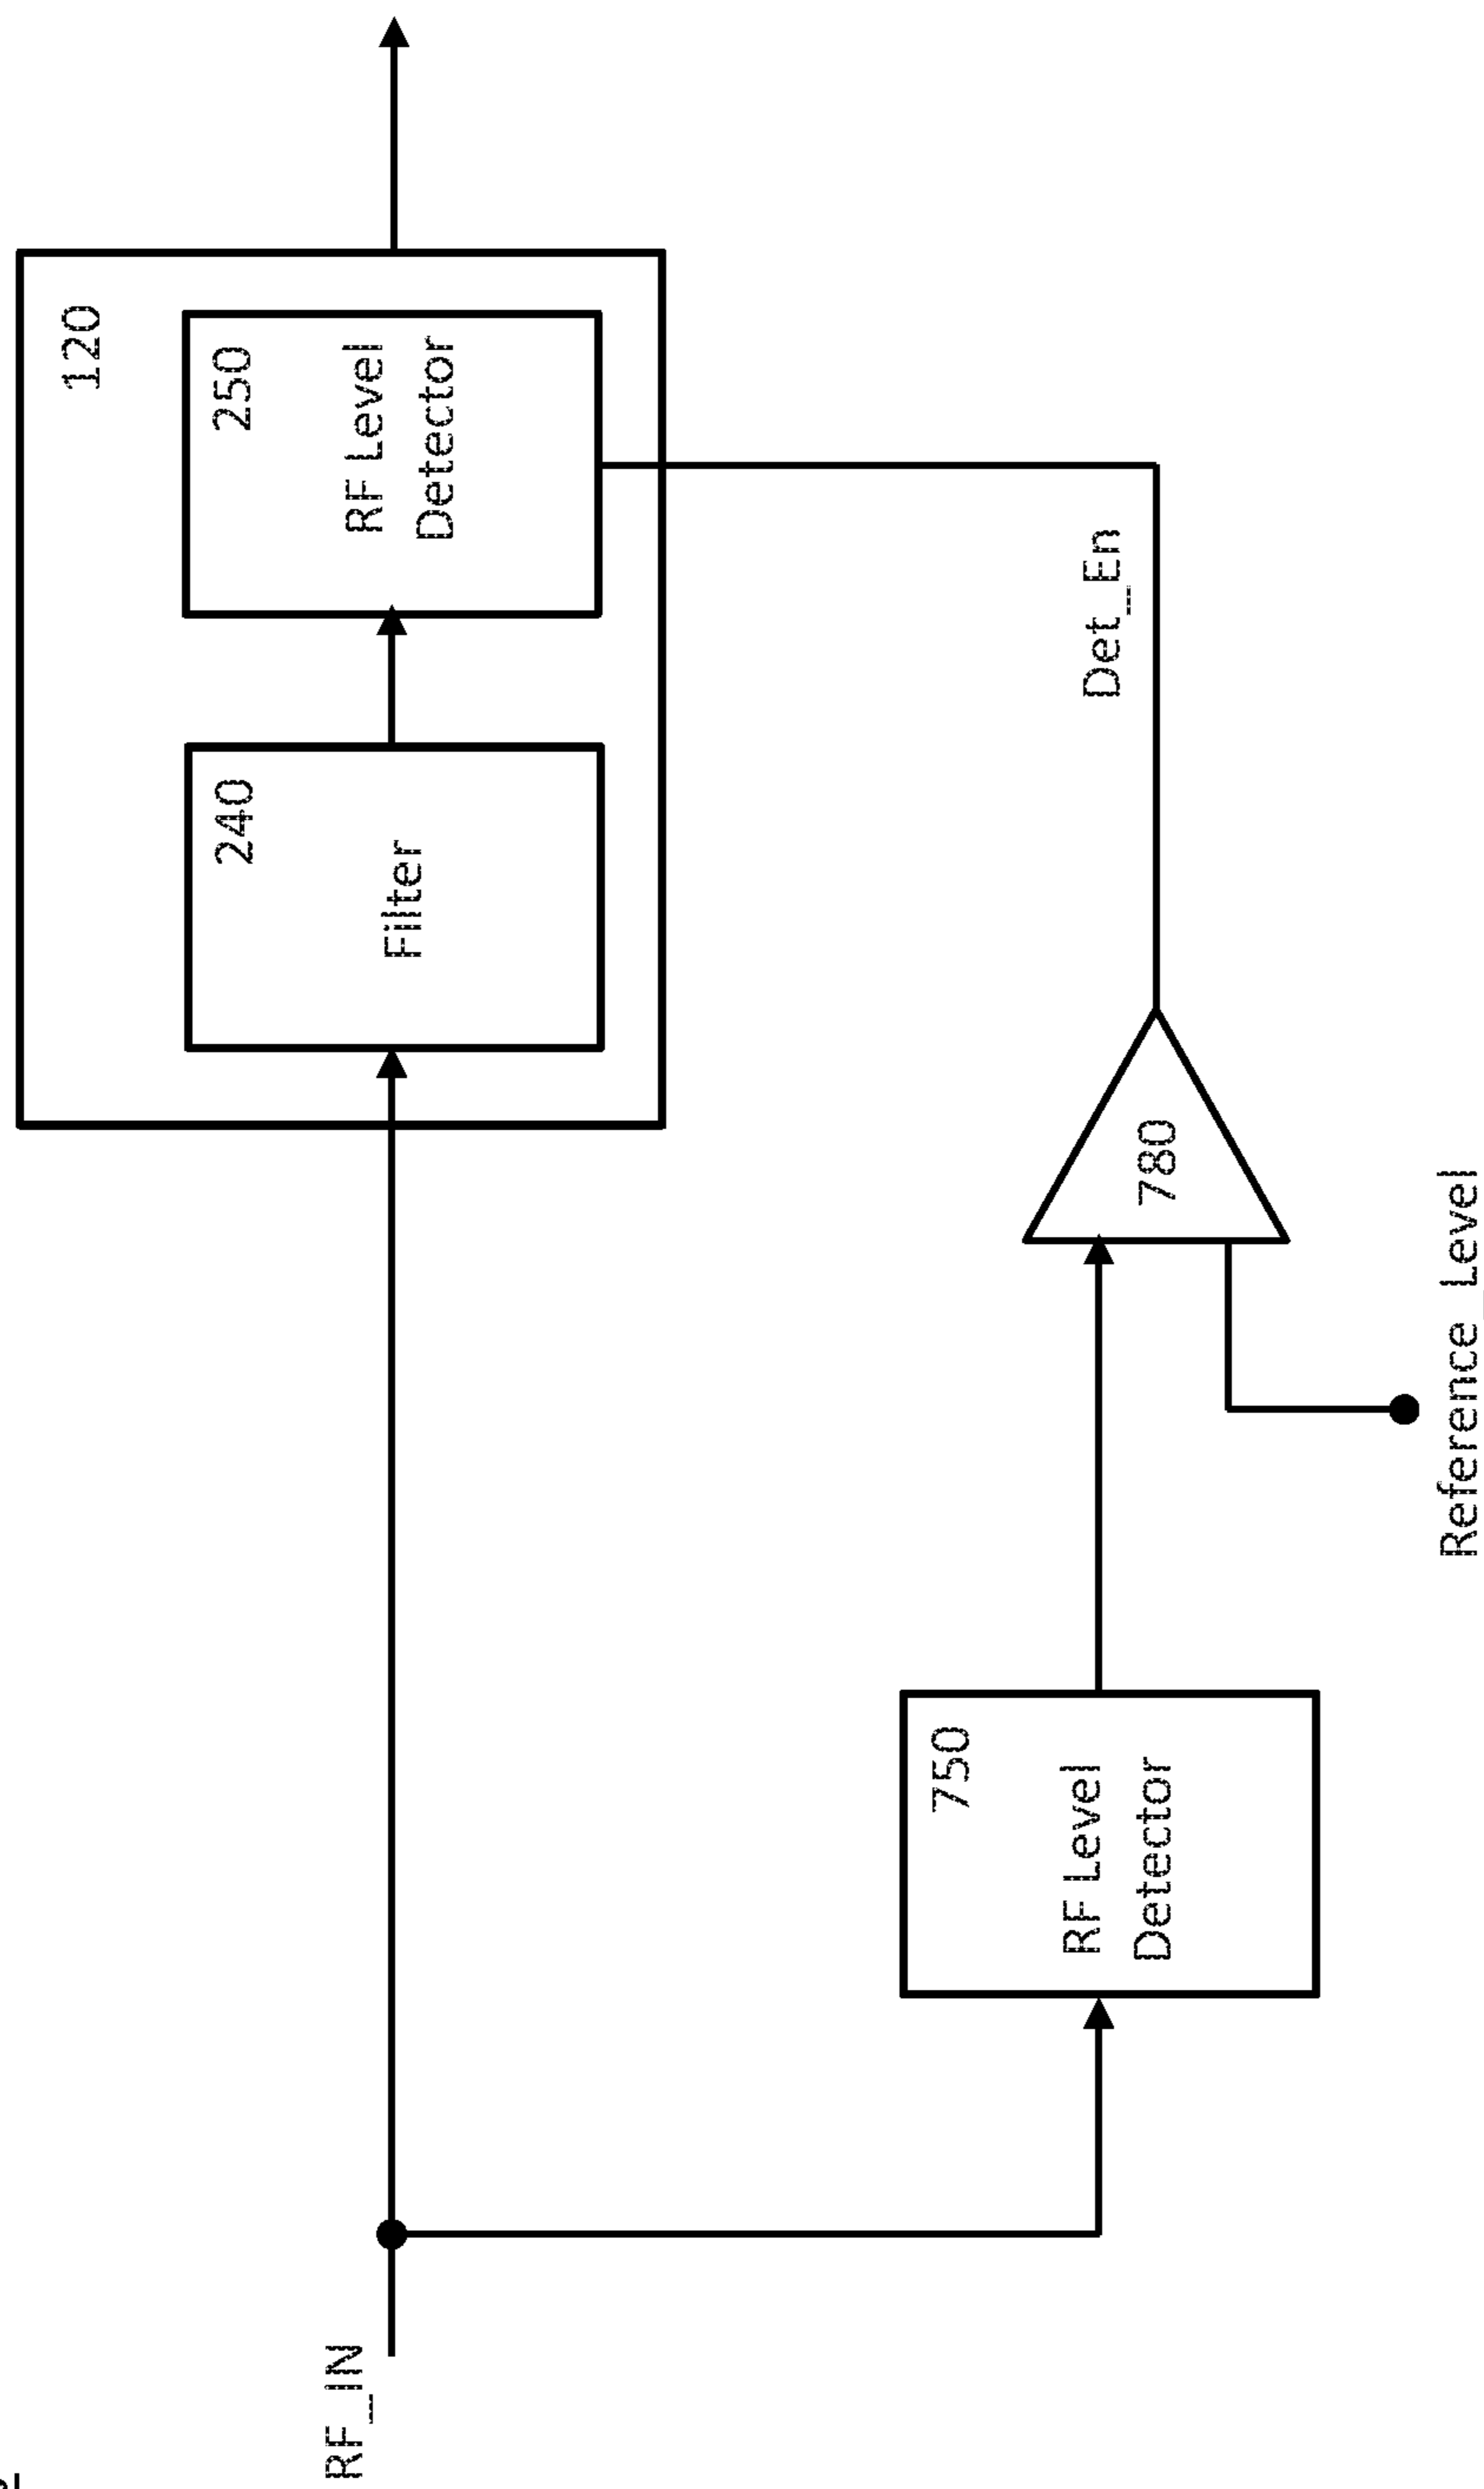 RF_IN
120
240
Filter
250
RF Level
Detector
750
RF Level
Detector
780
Reference_Level
Det_En